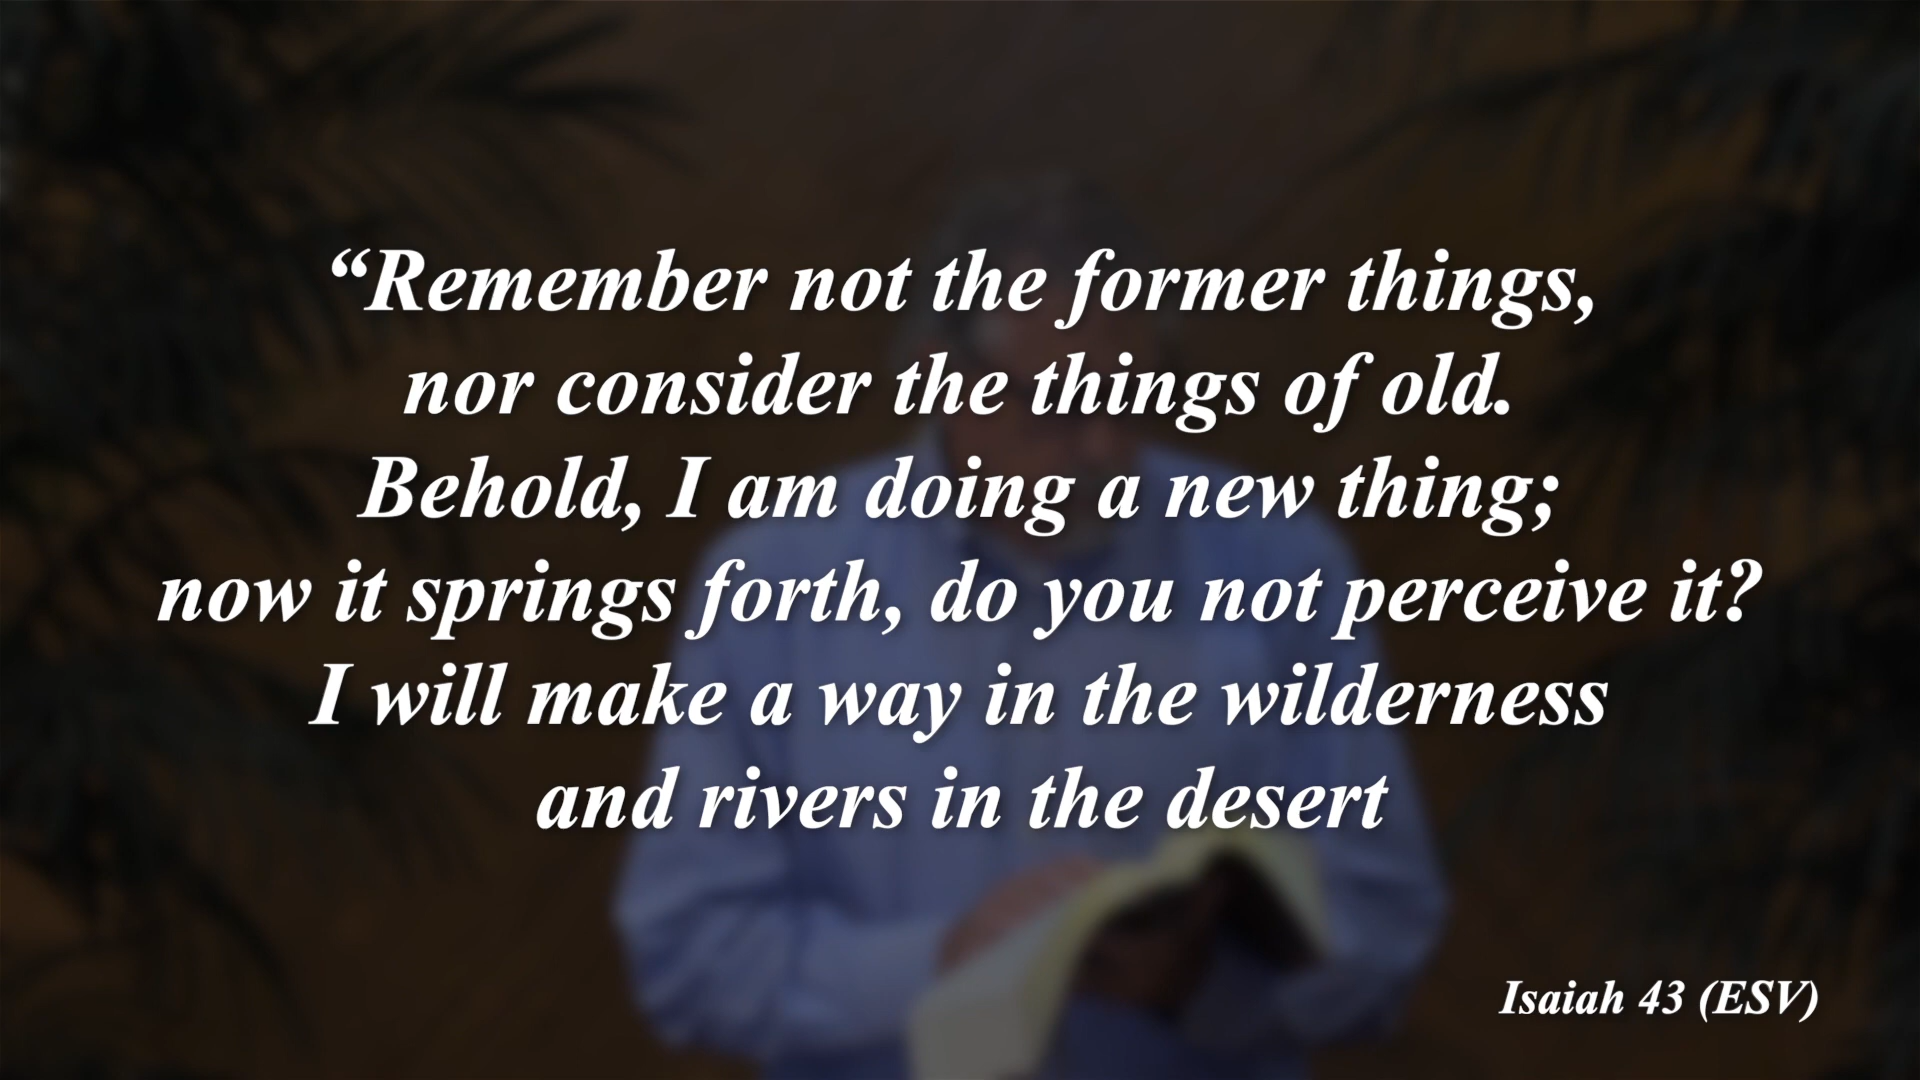 “Remember not the former things,
nor consider the things of old.
Behold, I am doing a new thing;
now it springs forth, do you not perceive it?
I will make a way in the wilderness
and rivers in the desert
Isaiah 43 (ESV)